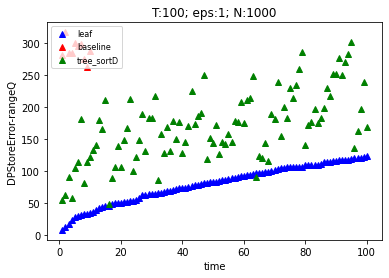 T:100; eps:1; N:1000
leaf
baseline
tree_sortD
300
250
200
150
100
50
0
DPStoreError-rangeQ
0 20 40 60 80 100
time